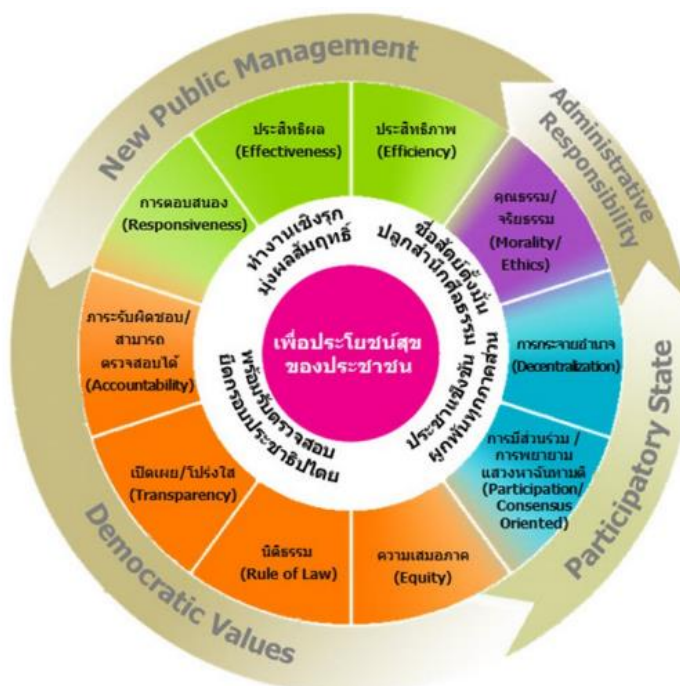 New Public Management
Administrative
Responsibility
Participatory State
Democratic Values
ประสิทธิผล
(Effectiveness)
ประสิทธิภาพ
(Efficiency)
คุณธรรม/
จริยธรรม
(Morality/
Ethics)
การกระจายอำนาจ
(Decentralization)
การมีส่วนร่วม /
การพยายาม
แสวงหาฉันทามติ
(Participation/
Consensus
Oriented)
ความเสมอภาค
(Equity)
นิติธรรม
(Rule of Law)
เปิดเผย/โปร่งใส
(Transparency)
ภาระรับผิดชอบ/
สามารถ
ตรวจสอบได้
(Accountability)
การตอบสนอง
(Responsiveness)
ทำงานเชิงรุก
มุ่งผลสัมฤทธิ์
ซื่อสัตย์ตั้งมั่น
ปลูกสำนึกศีลธรรม
ประชาแข็งขัน
ผูกพันทุกภาคส่วน
พร้อมรับตรวจสอบ
ยึดกรอบประชาธิปไตย
เพื่อประโยชน์สุข
ของประชาชน